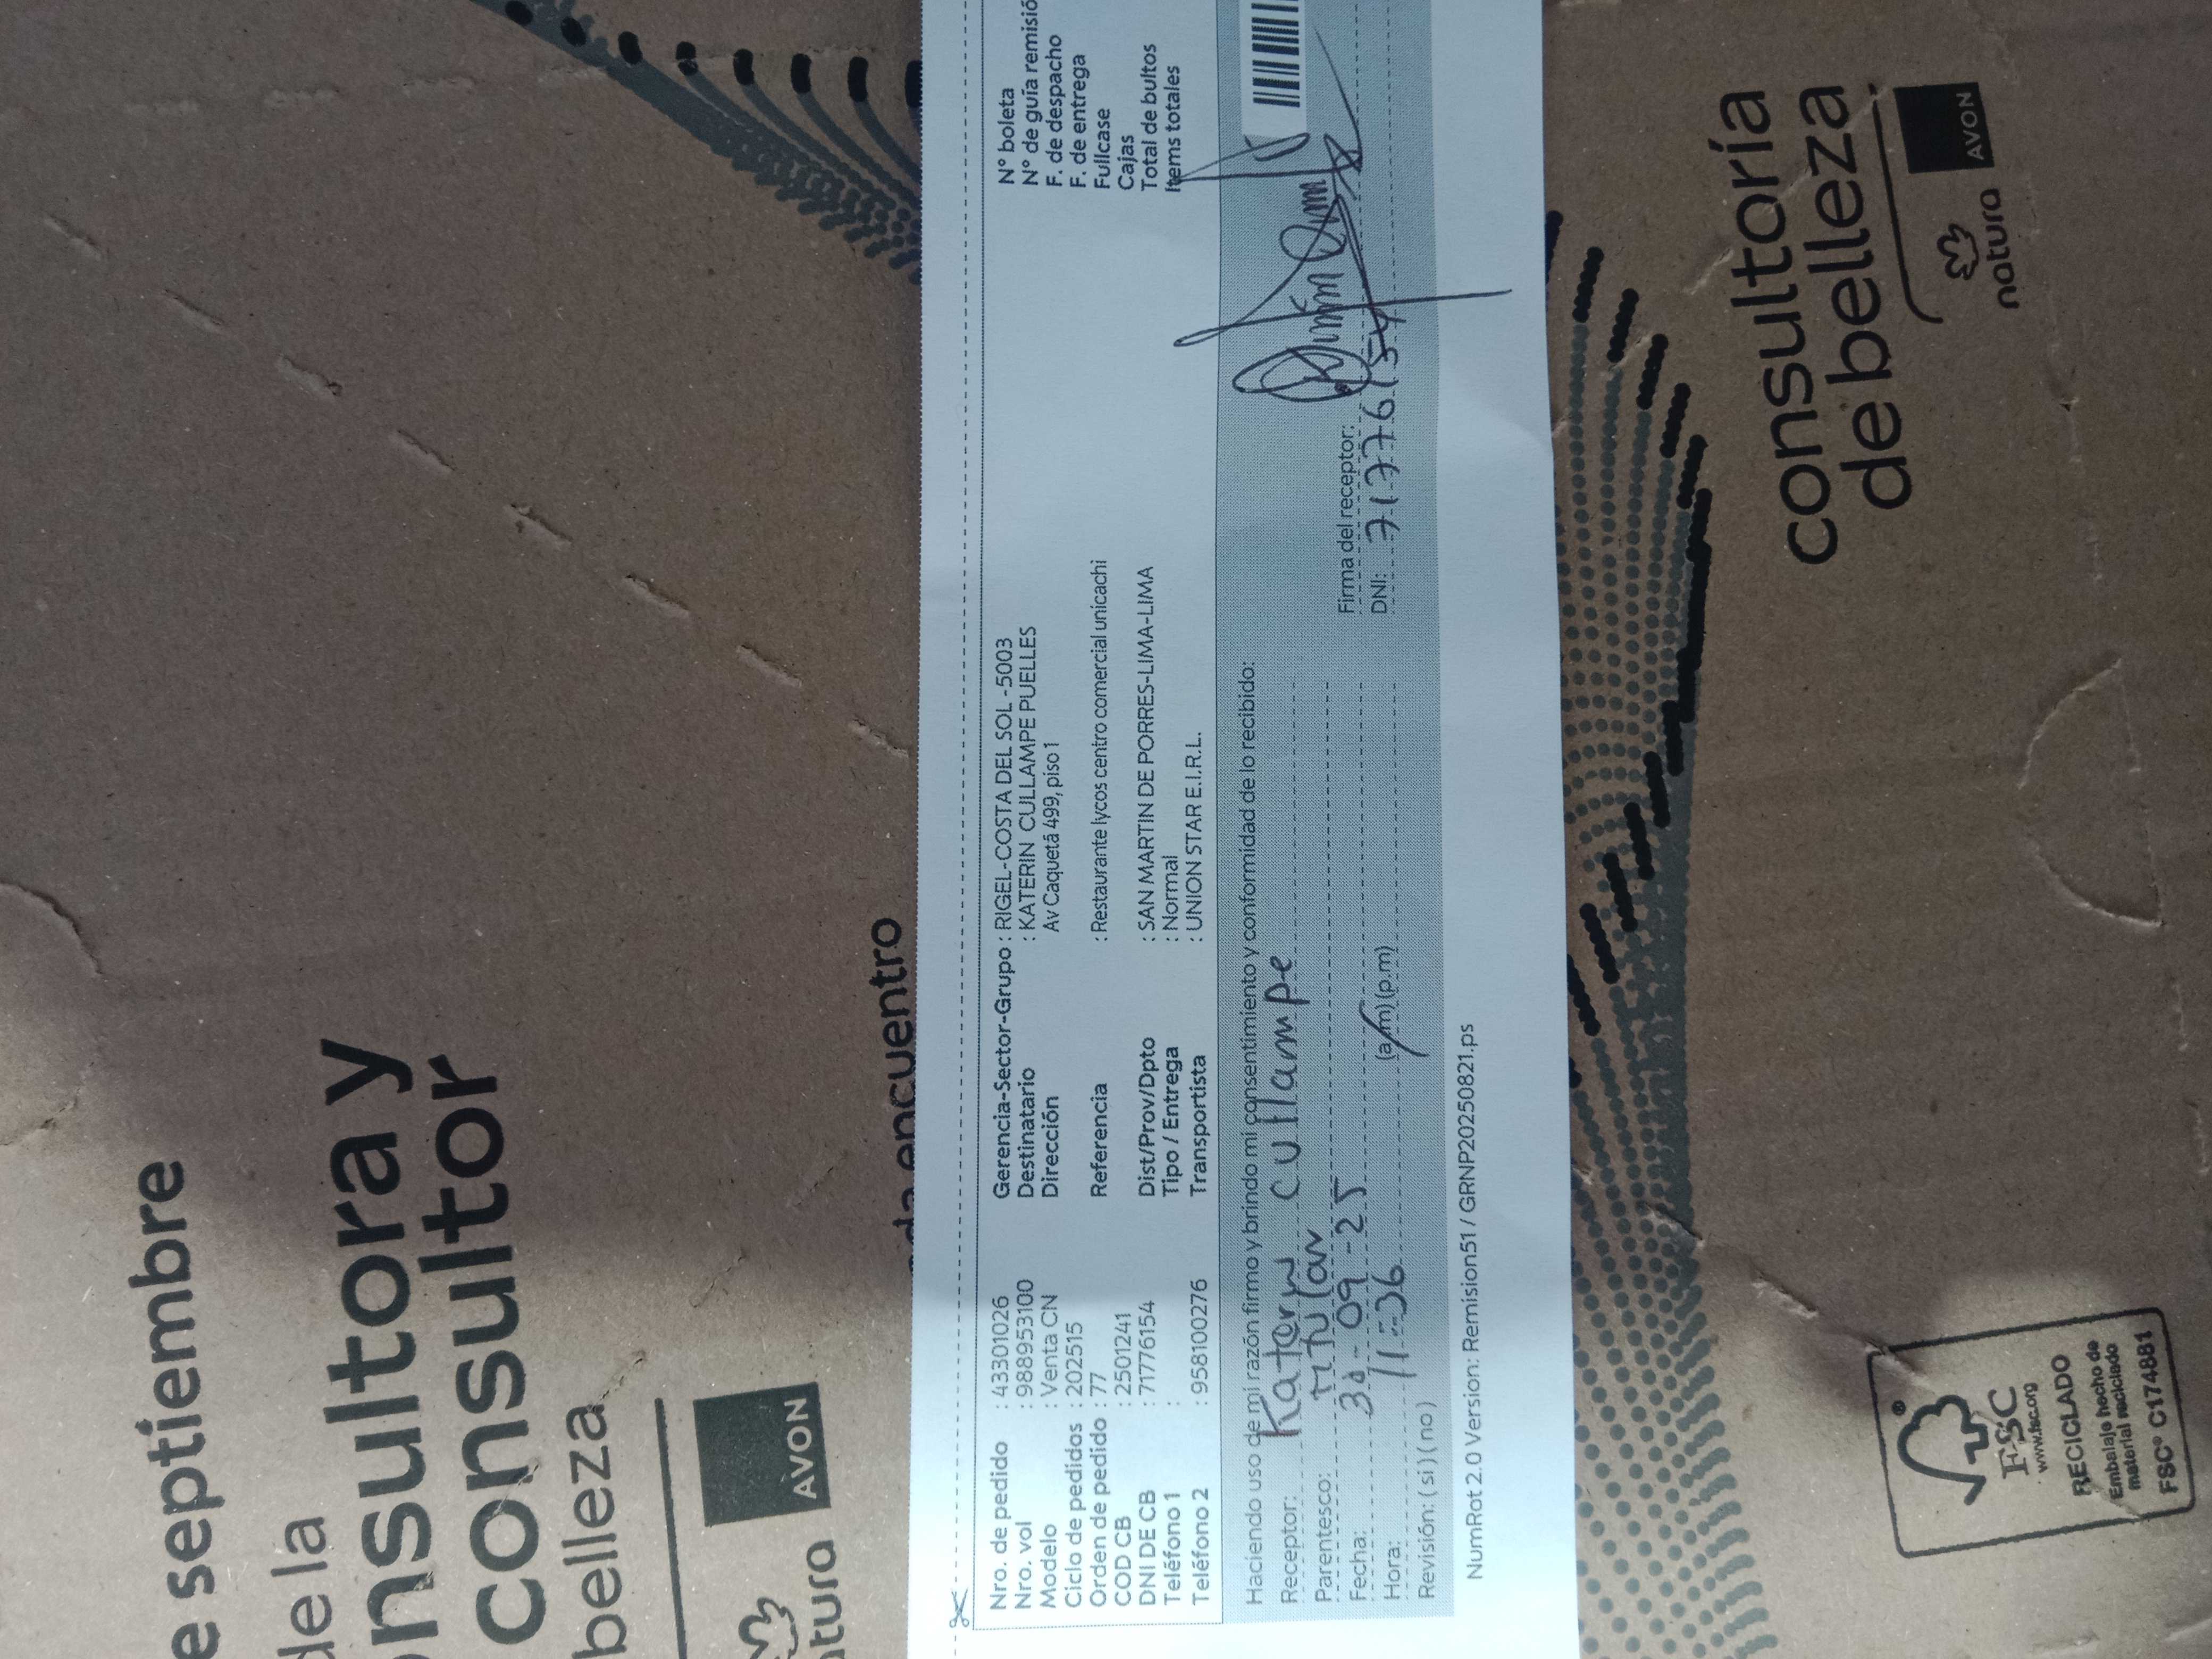 e septiembre
de la
nsultora y
consultor
belleza
natura
AVON
da encuentro
Nro. de pedido : 43301026
Nro. vol : 98895310​0
Modelo : Venta CN
Ciclo de pedidos : 202515
Orden de pedido : 77
COD CB : 2501241
DNI DE CB : 71776154
Teléfono 1 :
Teléfono 2 : 958100276
Gerencia-Sector-Grupo : RIGEL-COSTA DEL SOL -5003
Destinatario : KATERIN CULLAMPE PUELLES
Dirección Av Caquetá 499, piso 1
Referencia : Restaurante lycos centro comercial unicachi
Dist/Prov/Dpto : SAN MARTIN DE PORRES-LIMA-LIMA
Tipo / Entrega : Normal
Transportista : UNION STAR E.I.R.L.
N° boleta
N° de guía remisió
F. de despacho
F. de entrega
Fullcase
Cajas
Total de bultos
Items totales
Haciendo uso de mi razón firmo y brindo mi consentimiento y conformidad de lo recibido:
Receptor: Katerin Cullampe
Parentesco: Titular
Fecha: 30-09-25
Hora: 11:36 (a.m) (p.m)
Revisión: ( si ) ( no )
Firma del receptor:
DNI: 71776154
NumRot 2.0 Version: Remision51 / GRNP20250821.ps
consultoría
de belleza
natura
AVON
FSC
www.fsc.org
RECICLADO
Embalaje hecho de
material reciclado
FSC® C174881